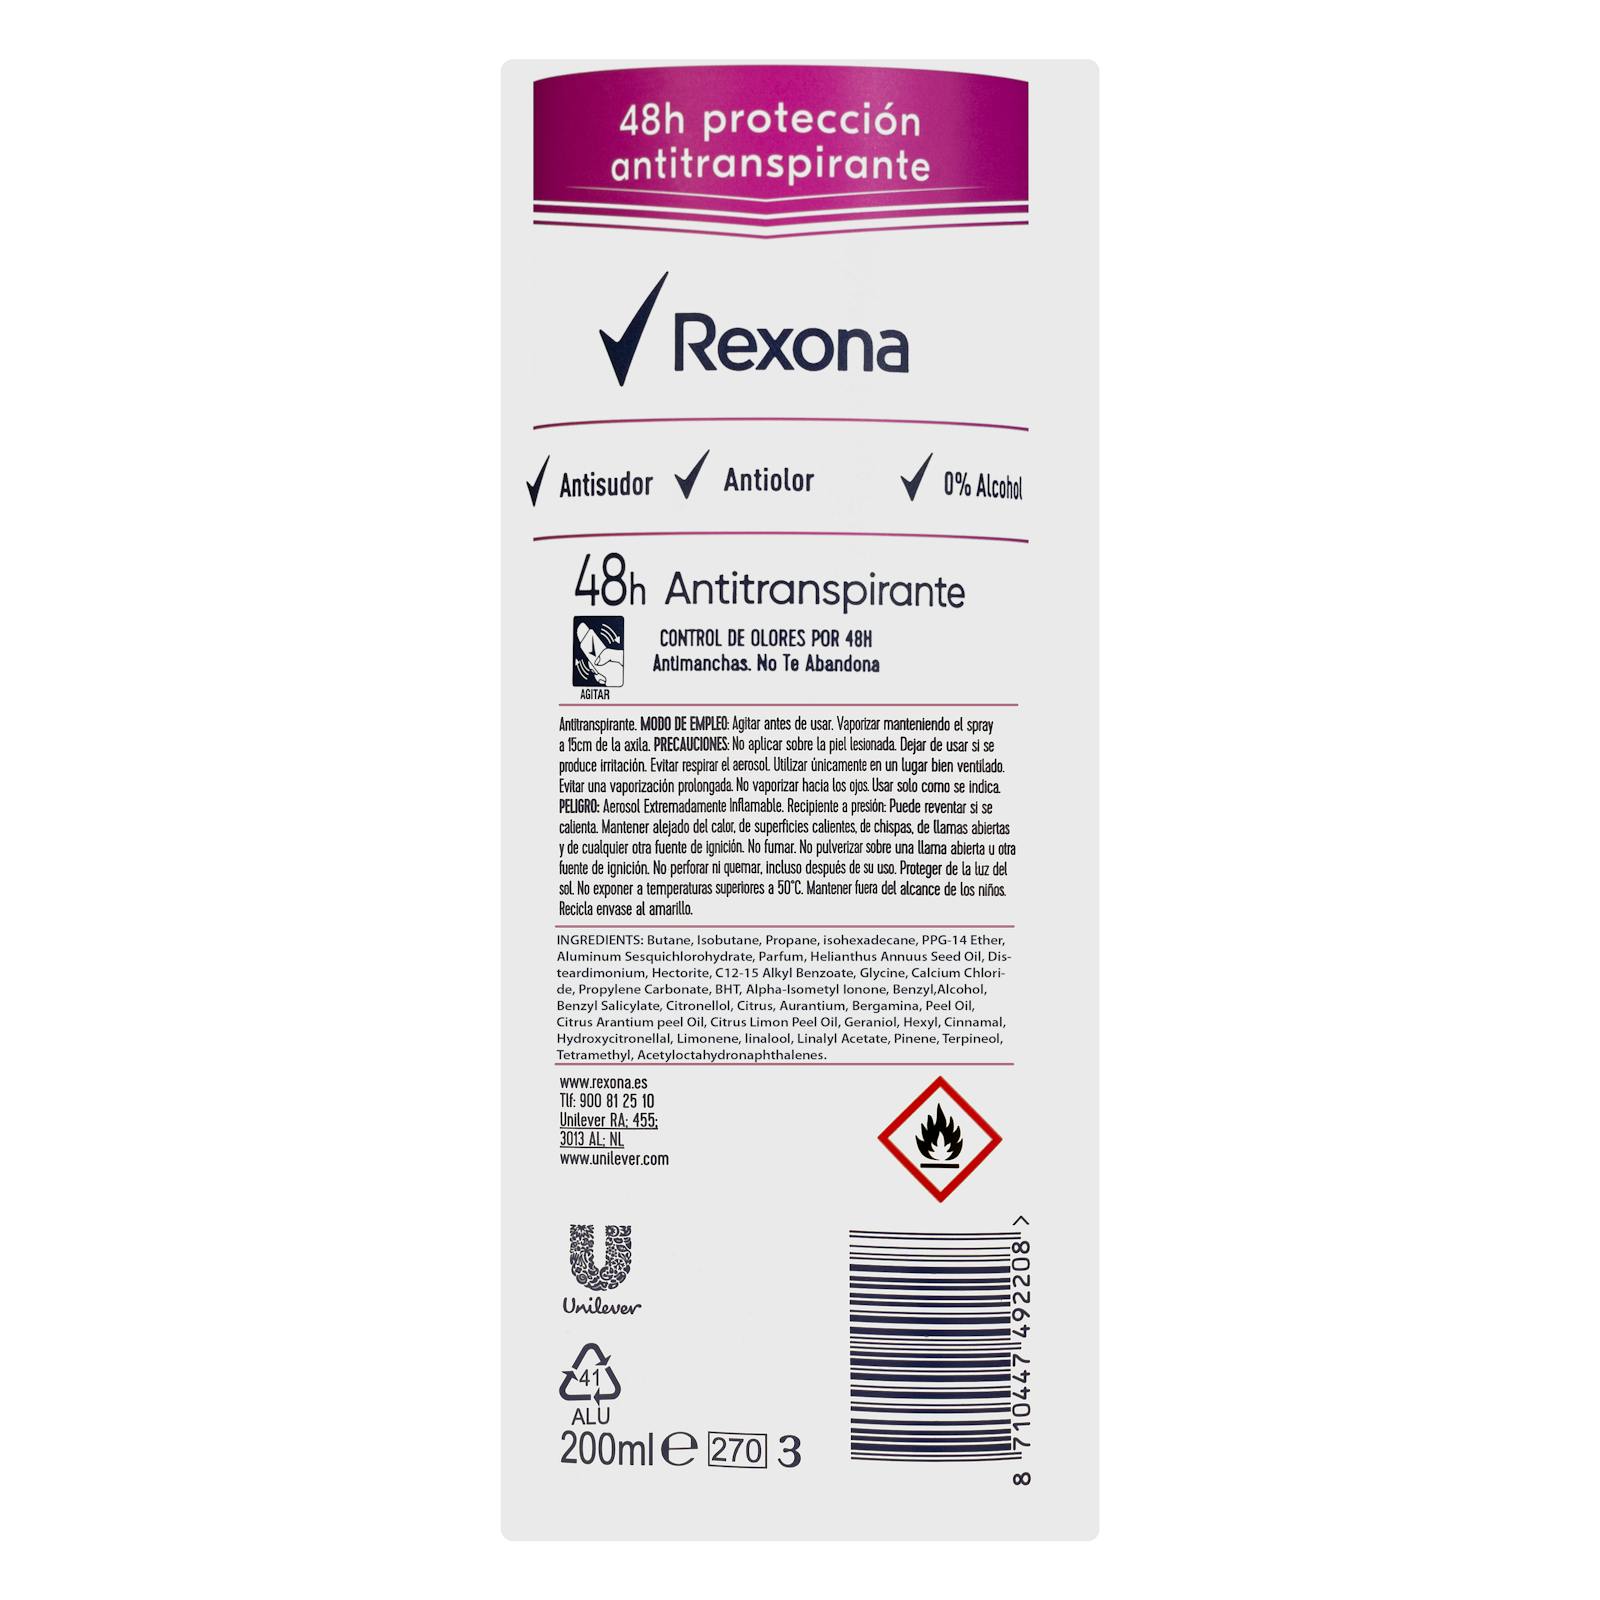 48h protección
antitranspirante
Rexona
Antisudor Antiolor 0% Alcohol
48h Antitranspirante
CONTROL DE OLORES POR 48H
Antimanchas. No Te Abandona
AGITAR
Antitranspirante. MODO DE EMPLEO: Agitar antes de usar. Vaporizar manteniendo el spray
a 15cm de la axila. PRECAUCIONES: No aplicar sobre la piel lesionada. Dejar de usar si se
produce irritación. Evitar respirar el aerosol. Utilizar únicamente en un lugar bien ventilado.
Evitar una vaporización prolongada. No vaporizar hacia los ojos. Usar solo como se indica.
PELIGRO: Aerosol Extremadamente Inflamable. Recipiente a presión: Puede reventar si se
calienta. Mantener alejado del calor, de superficies calientes, de chispas, de llamas abiertas
y de cualquier otra fuente de ignición. No fumar. No pulverizar sobre una llama abierta u otra
fuente de ignición. No perforar ni quemar, incluso después de su uso. Proteger de la luz del
sol. No exponer a temperaturas superiores a 50°C. Mantener fuera del alcance de los niños.
Recicla envase al amarillo.
INGREDIENTS: Butane, Isobutane, Propane, isohexadecane, PPG-14 Ether,
Aluminum Sesquichlorohydrate, Parfum, Helianthus Annuus Seed Oil, Dis-
teardimonium, Hectorite, C12-15 Alkyl Benzoate, Glycine, Calcium Chlori-
de, Propylene Carbonate, BHT, Alpha-Isometyl Ionone, Benzyl,Alcohol,
Benzyl Salicylate, Citronellol, Citrus, Aurantium, Bergamina, Peel Oil,
Citrus Arantium peel Oil, Citrus Limon Peel Oil, Geraniol, Hexyl, Cinnamal,
Hydroxycitronellal, Limonene, linalool, Linalyl Acetate, Pinene, Terpineol,
Tetramethyl, Acetyloctahydronaphthalenes.
www.rexona.es
Tlf: 900 81 25 10
Unilever RA; 455;
3013 AL; NL
www.unilever.com
Unilever
41
ALU
200ml e 270 3
8 710447 492208 >